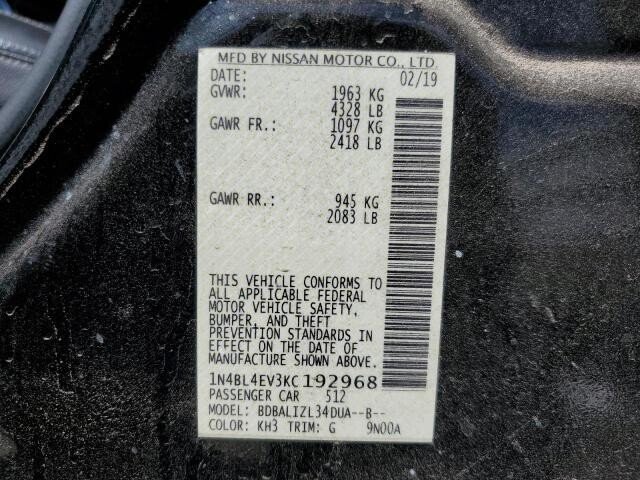 MFD BY NISSAN MOTOR CO., LTD.
DATE: 02/19
GVWR: 1963 KG
4328 LB
GAWR FR.: 1097 KG
2418 LB
GAWR RR.: 945 KG
2083 LB
THIS VEHICLE CONFORMS TO
ALL APPLICABLE FEDERAL
MOTOR VEHICLE SAFETY,
BUMPER, AND THEFT
PREVENTION STANDARDS IN
EFFECT ON THE DATE OF
MANUFACTURE SHOWN ABOVE.
1N4BL4EV3KC192968
PASSENGER CAR 512
MODEL: BDBALIZL34DUA--B--
COLOR: KH3 TRIM: G 9N00A